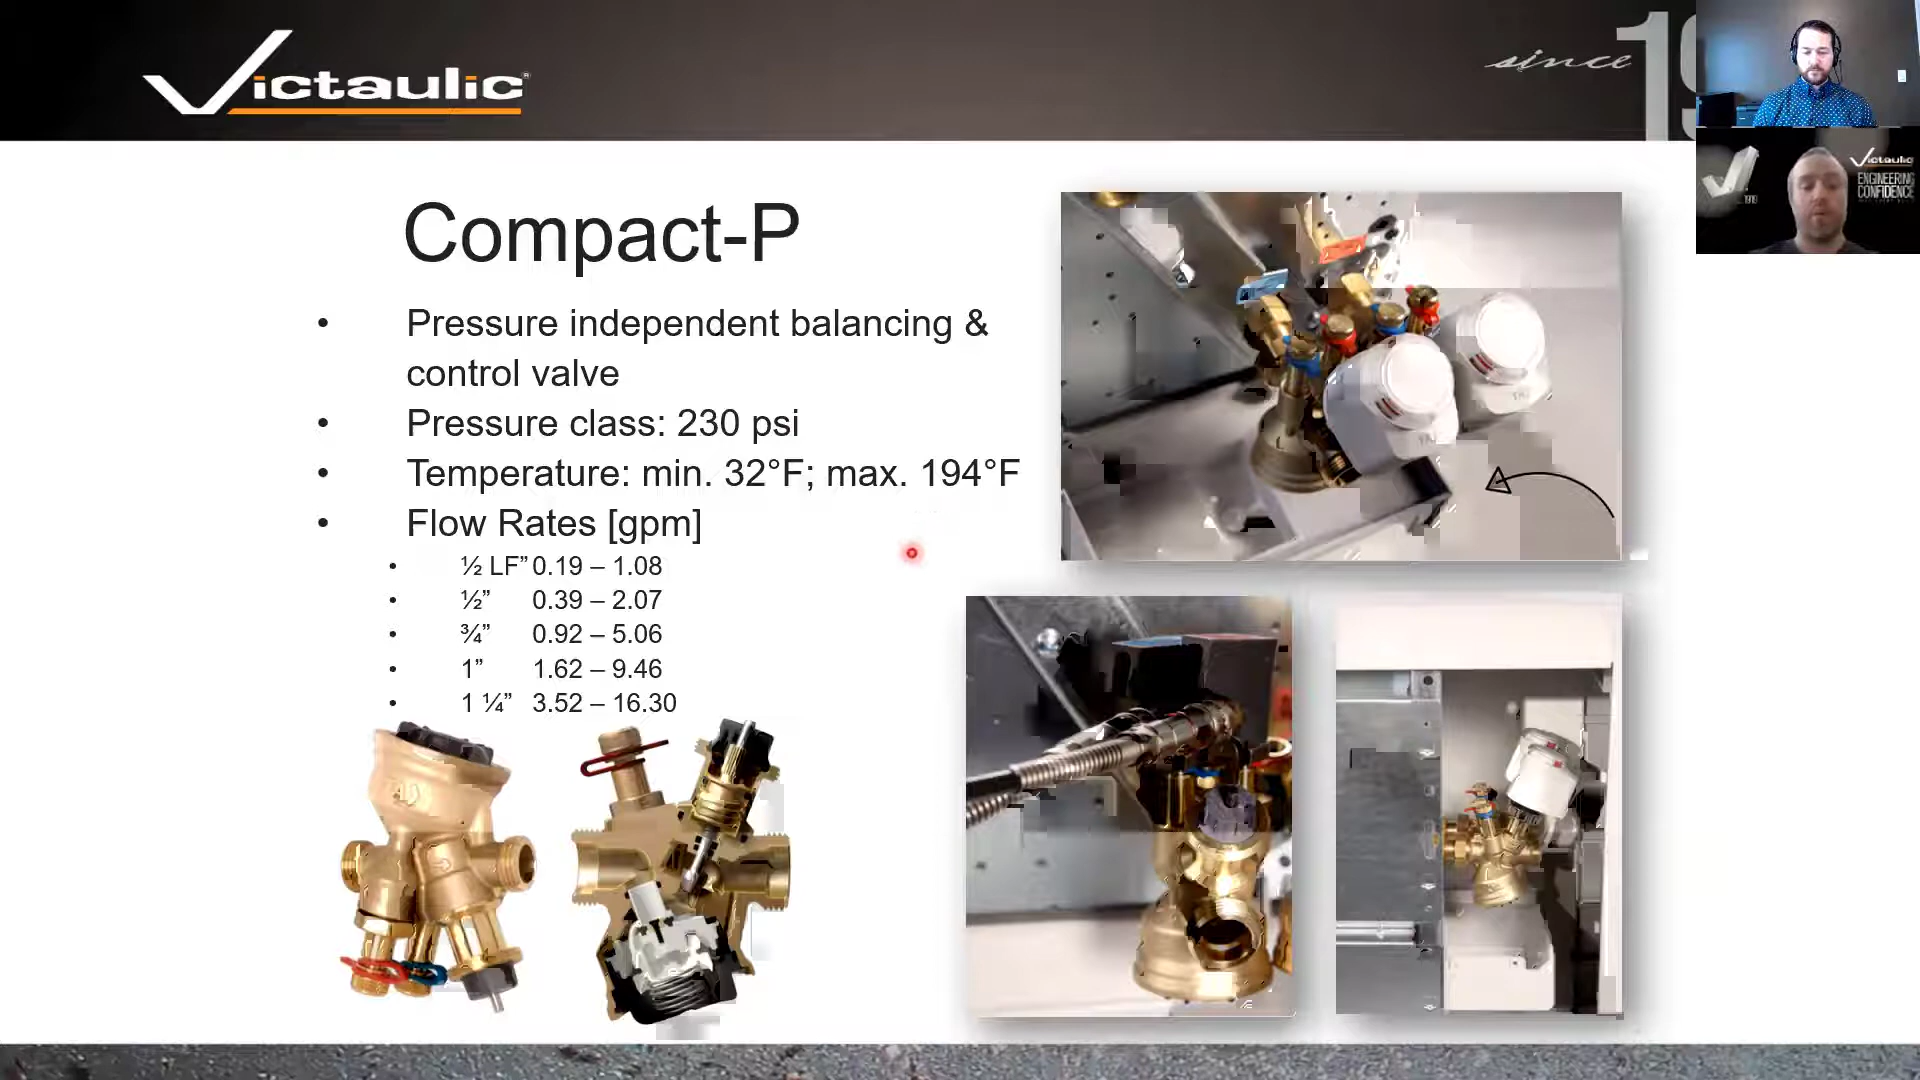 Victaulic®
since 19
Victaulic
ENGINEERING
CONFIDENCE
1919
Compact-P
• Pressure independent balancing &
control valve
• Pressure class: 230 psi
• Temperature: min. 32°F; max. 194°F
• Flow Rates [gpm]
• ½ LF” 0.19 – 1.08
• ½” 0.39 – 2.07
• ¾” 0.92 – 5.06
• 1” 1.62 – 9.46
• 1 ¼” 3.52 – 16.30